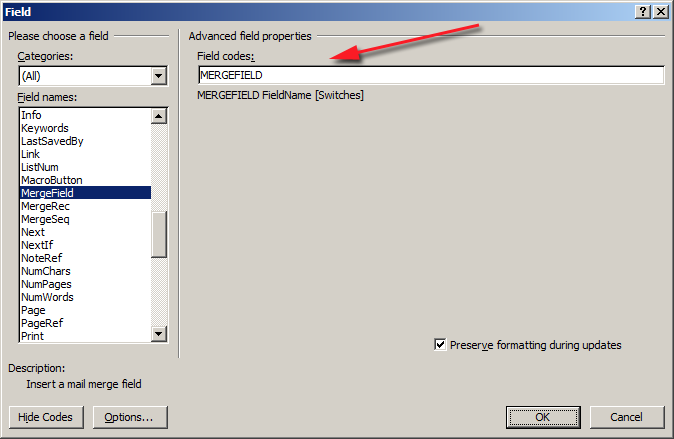 Field
Please choose a field
Categories:
(All)
Field names:
Info
Keywords
LastSavedBy
Link
ListNum
MacroButton
MergeField
MergeRec
MergeSeq
Next
NextIf
NoteRef
NumChars
NumPages
NumWords
Page
PageRef
Print
Description:
Insert a mail merge field
Hide Codes
Options...
Advanced field properties
Field codes:
MERGEFIELD
MERGEFIELD FieldName [Switches]
Preserve formatting during updates
OK
Cancel